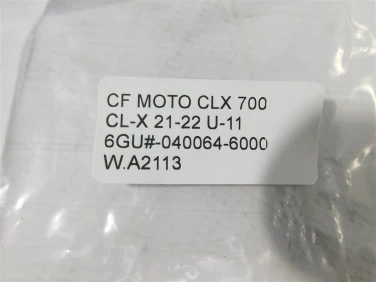 CF MOTO CLX 700
CL-X 21-22 U-11
6GU#-040064-6000
W.A2113